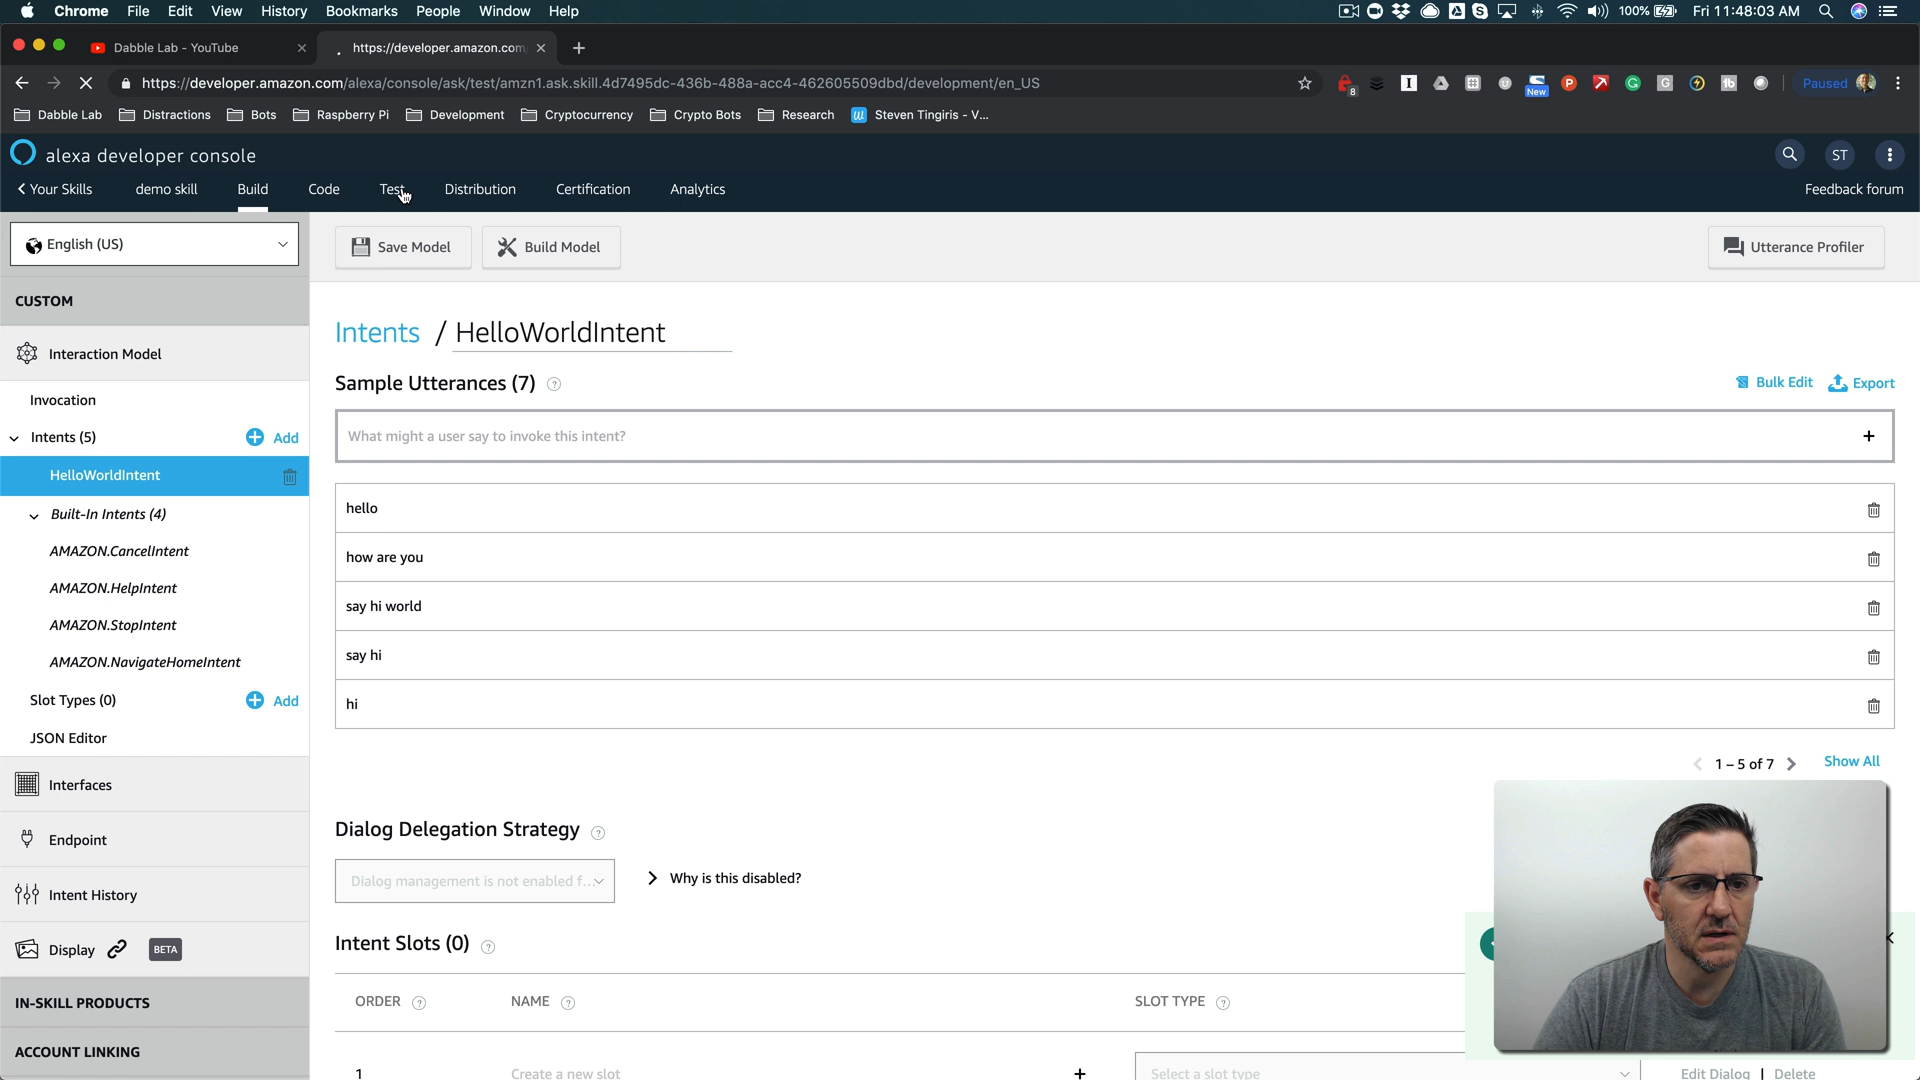 Chrome File Edit View History Bookmarks People Window Help 100% Fri 11:48:03 AM
Dabble Lab - YouTube https://developer.amazon.com
https://developer.amazon.com/alexa/console/ask/test/amzn1.ask.skill.4d7495dc-436b-488a-acc4-462605509dbd/development/en_US 8 New Paused
Dabble Lab Distractions Bots Raspberry Pi Development Cryptocurrency Crypto Bots Research Steven Tingiris - V...
alexa developer console ST
Your Skills demo skill Build Code Test Distribution Certification Analytics Feedback forum
English (US) Save Model Build Model Utterance Profiler
CUSTOM
Intents / HelloWorldIntent
Interaction Model
Sample Utterances (7) Bulk Edit Export
Invocation
Intents (5) Add What might a user say to invoke this intent?
HelloWorldIntent
hello
Built-In Intents (4)
AMAZON.CancelIntent how are you
AMAZON.HelpIntent say hi world
AMAZON.StopIntent
AMAZON.NavigateHomeIntent say hi
Slot Types (0) Add hi
JSON Editor
1 – 5 of 7 Show All
Interfaces
Dialog Delegation Strategy
Endpoint
Dialog management is not enabled f... Why is this disabled?
Intent History
Display BETA Intent Slots (0)
IN-SKILL PRODUCTS ORDER NAME SLOT TYPE
ACCOUNT LINKING
1 Create a new slot Select a slot type Edit Dialog | Delete